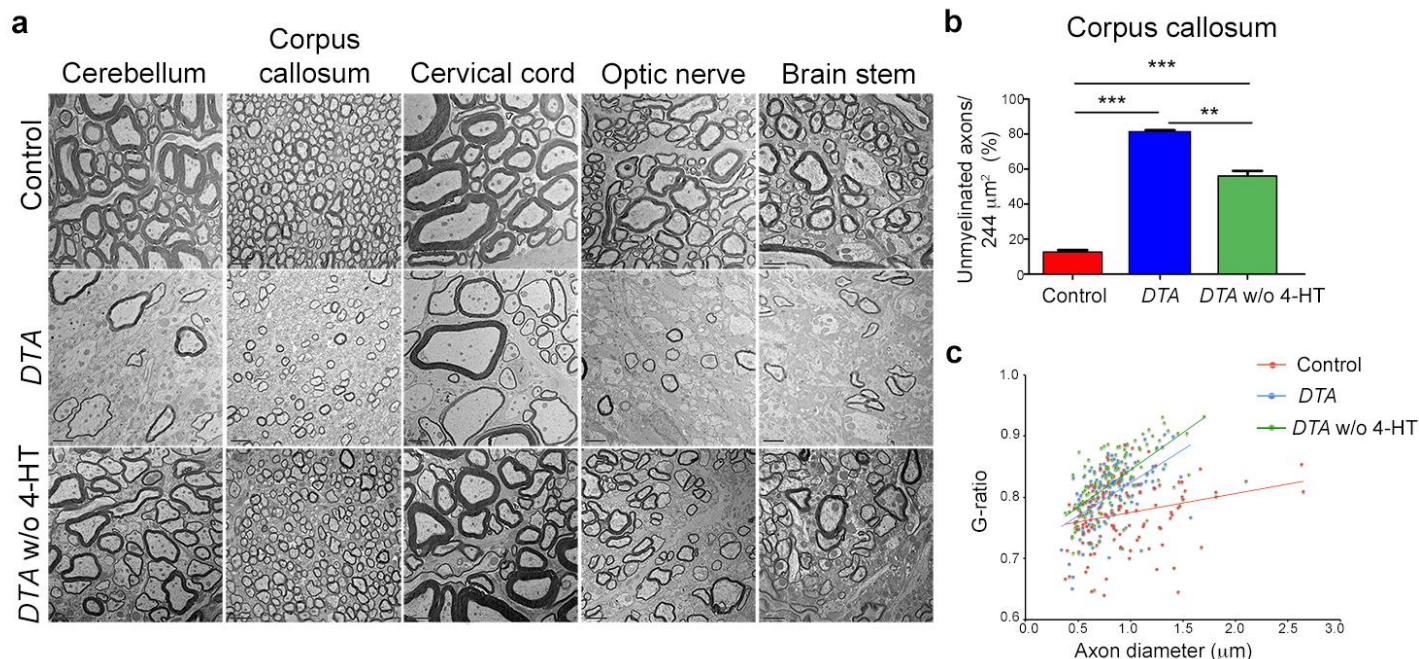 a
Cerebellum
Corpus
callosum
Cervical cord
Optic nerve
Brain stem
Control
DTA
DTA w/o 4-HT
b
Corpus callosum
***
***
**
Unmyelinated axons/
244 μm² (%)
100
80
60
40
20
0
Control
DTA
DTA w/o 4-HT
c
Control
DTA
DTA w/o 4-HT
G-ratio
1.0
0.9
0.8
0.7
0.6
0.0
0.5
1.0
1.5
2.0
2.5
3.0
Axon diameter (μm)